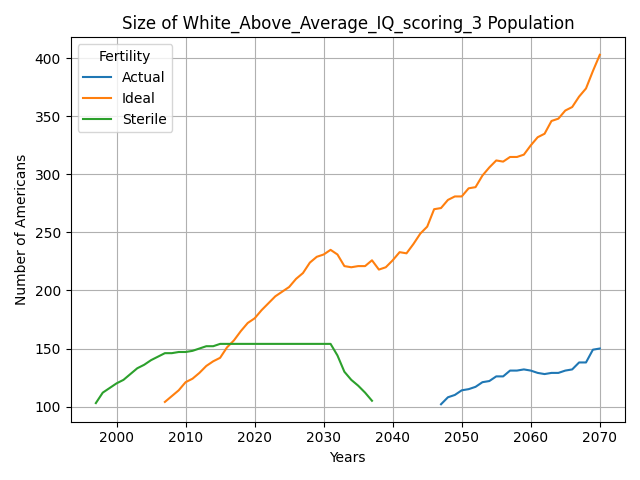 Size of White_Above_Average_IQ_scoring_3 Population
Fertility
Actual
Ideal
Sterile
Number of Americans
400
350
300
250
200
150
100
2000 2010 2020 2030 2040 2050 2060 2070
Years